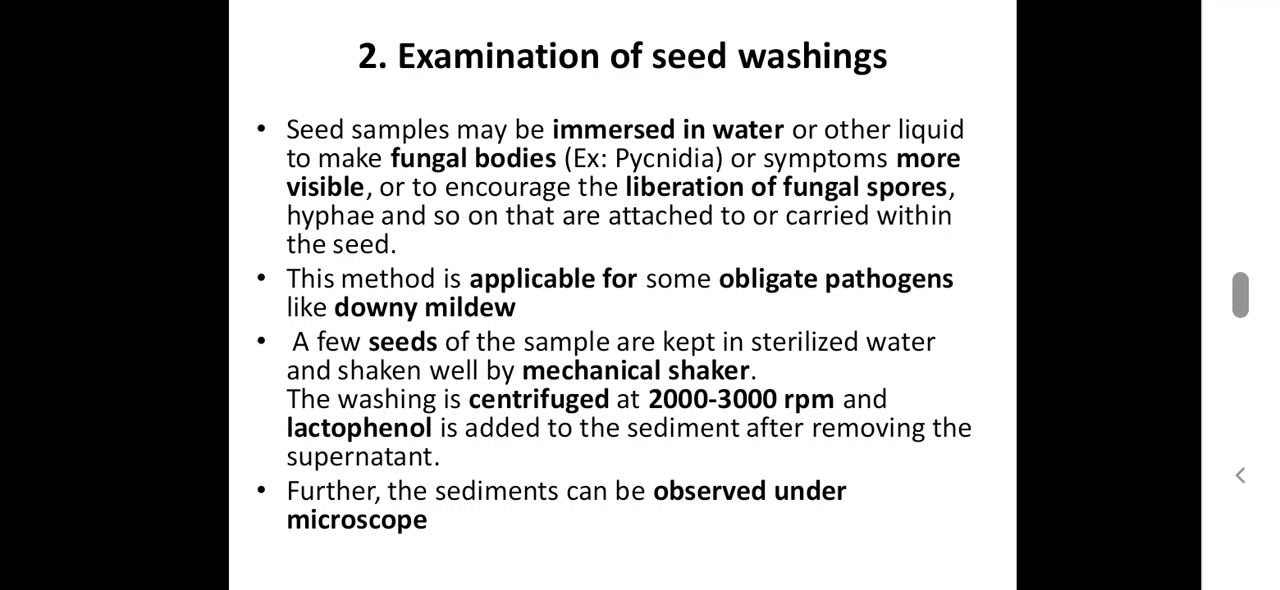 2. Examination of seed washings
• Seed samples may be immersed in water or other liquid
to make fungal bodies (Ex: Pycnidia) or symptoms more
visible, or to encourage the liberation of fungal spores,
hyphae and so on that are attached to or carried within
the seed.
• This method is applicable for some obligate pathogens
like downy mildew
• A few seeds of the sample are kept in sterilized water
and shaken well by mechanical shaker.
The washing is centrifuged at 2000-3000 rpm and
lactophenol is added to the sediment after removing the
supernatant.
• Further, the sediments can be observed under
microscope